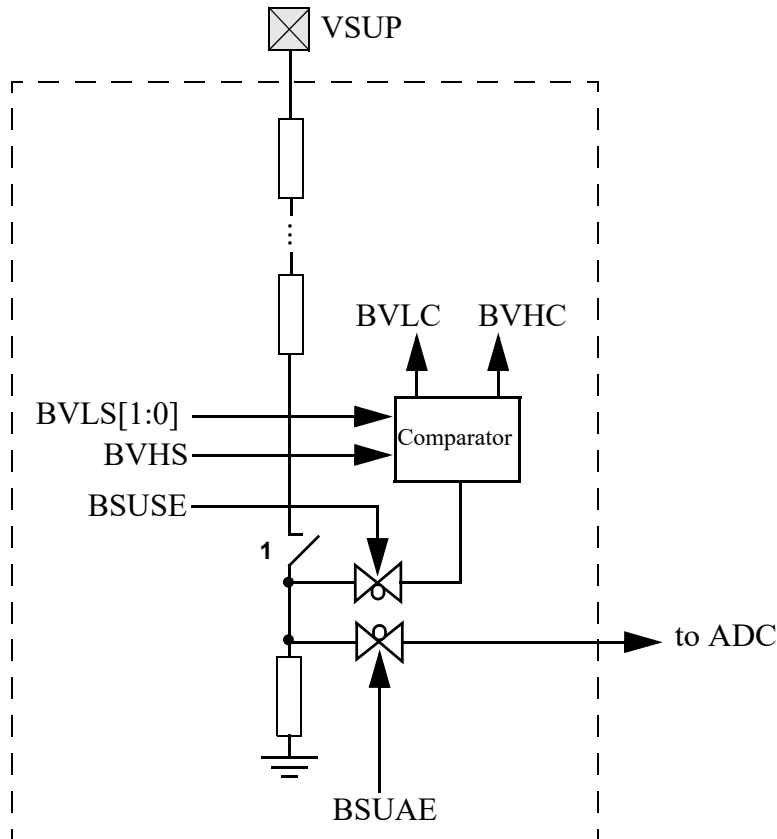 VSUP
BVLC
BVHC
BVLS[1:0]
Comparator
BVHS
BSUSE
1
to ADC
BSUAE